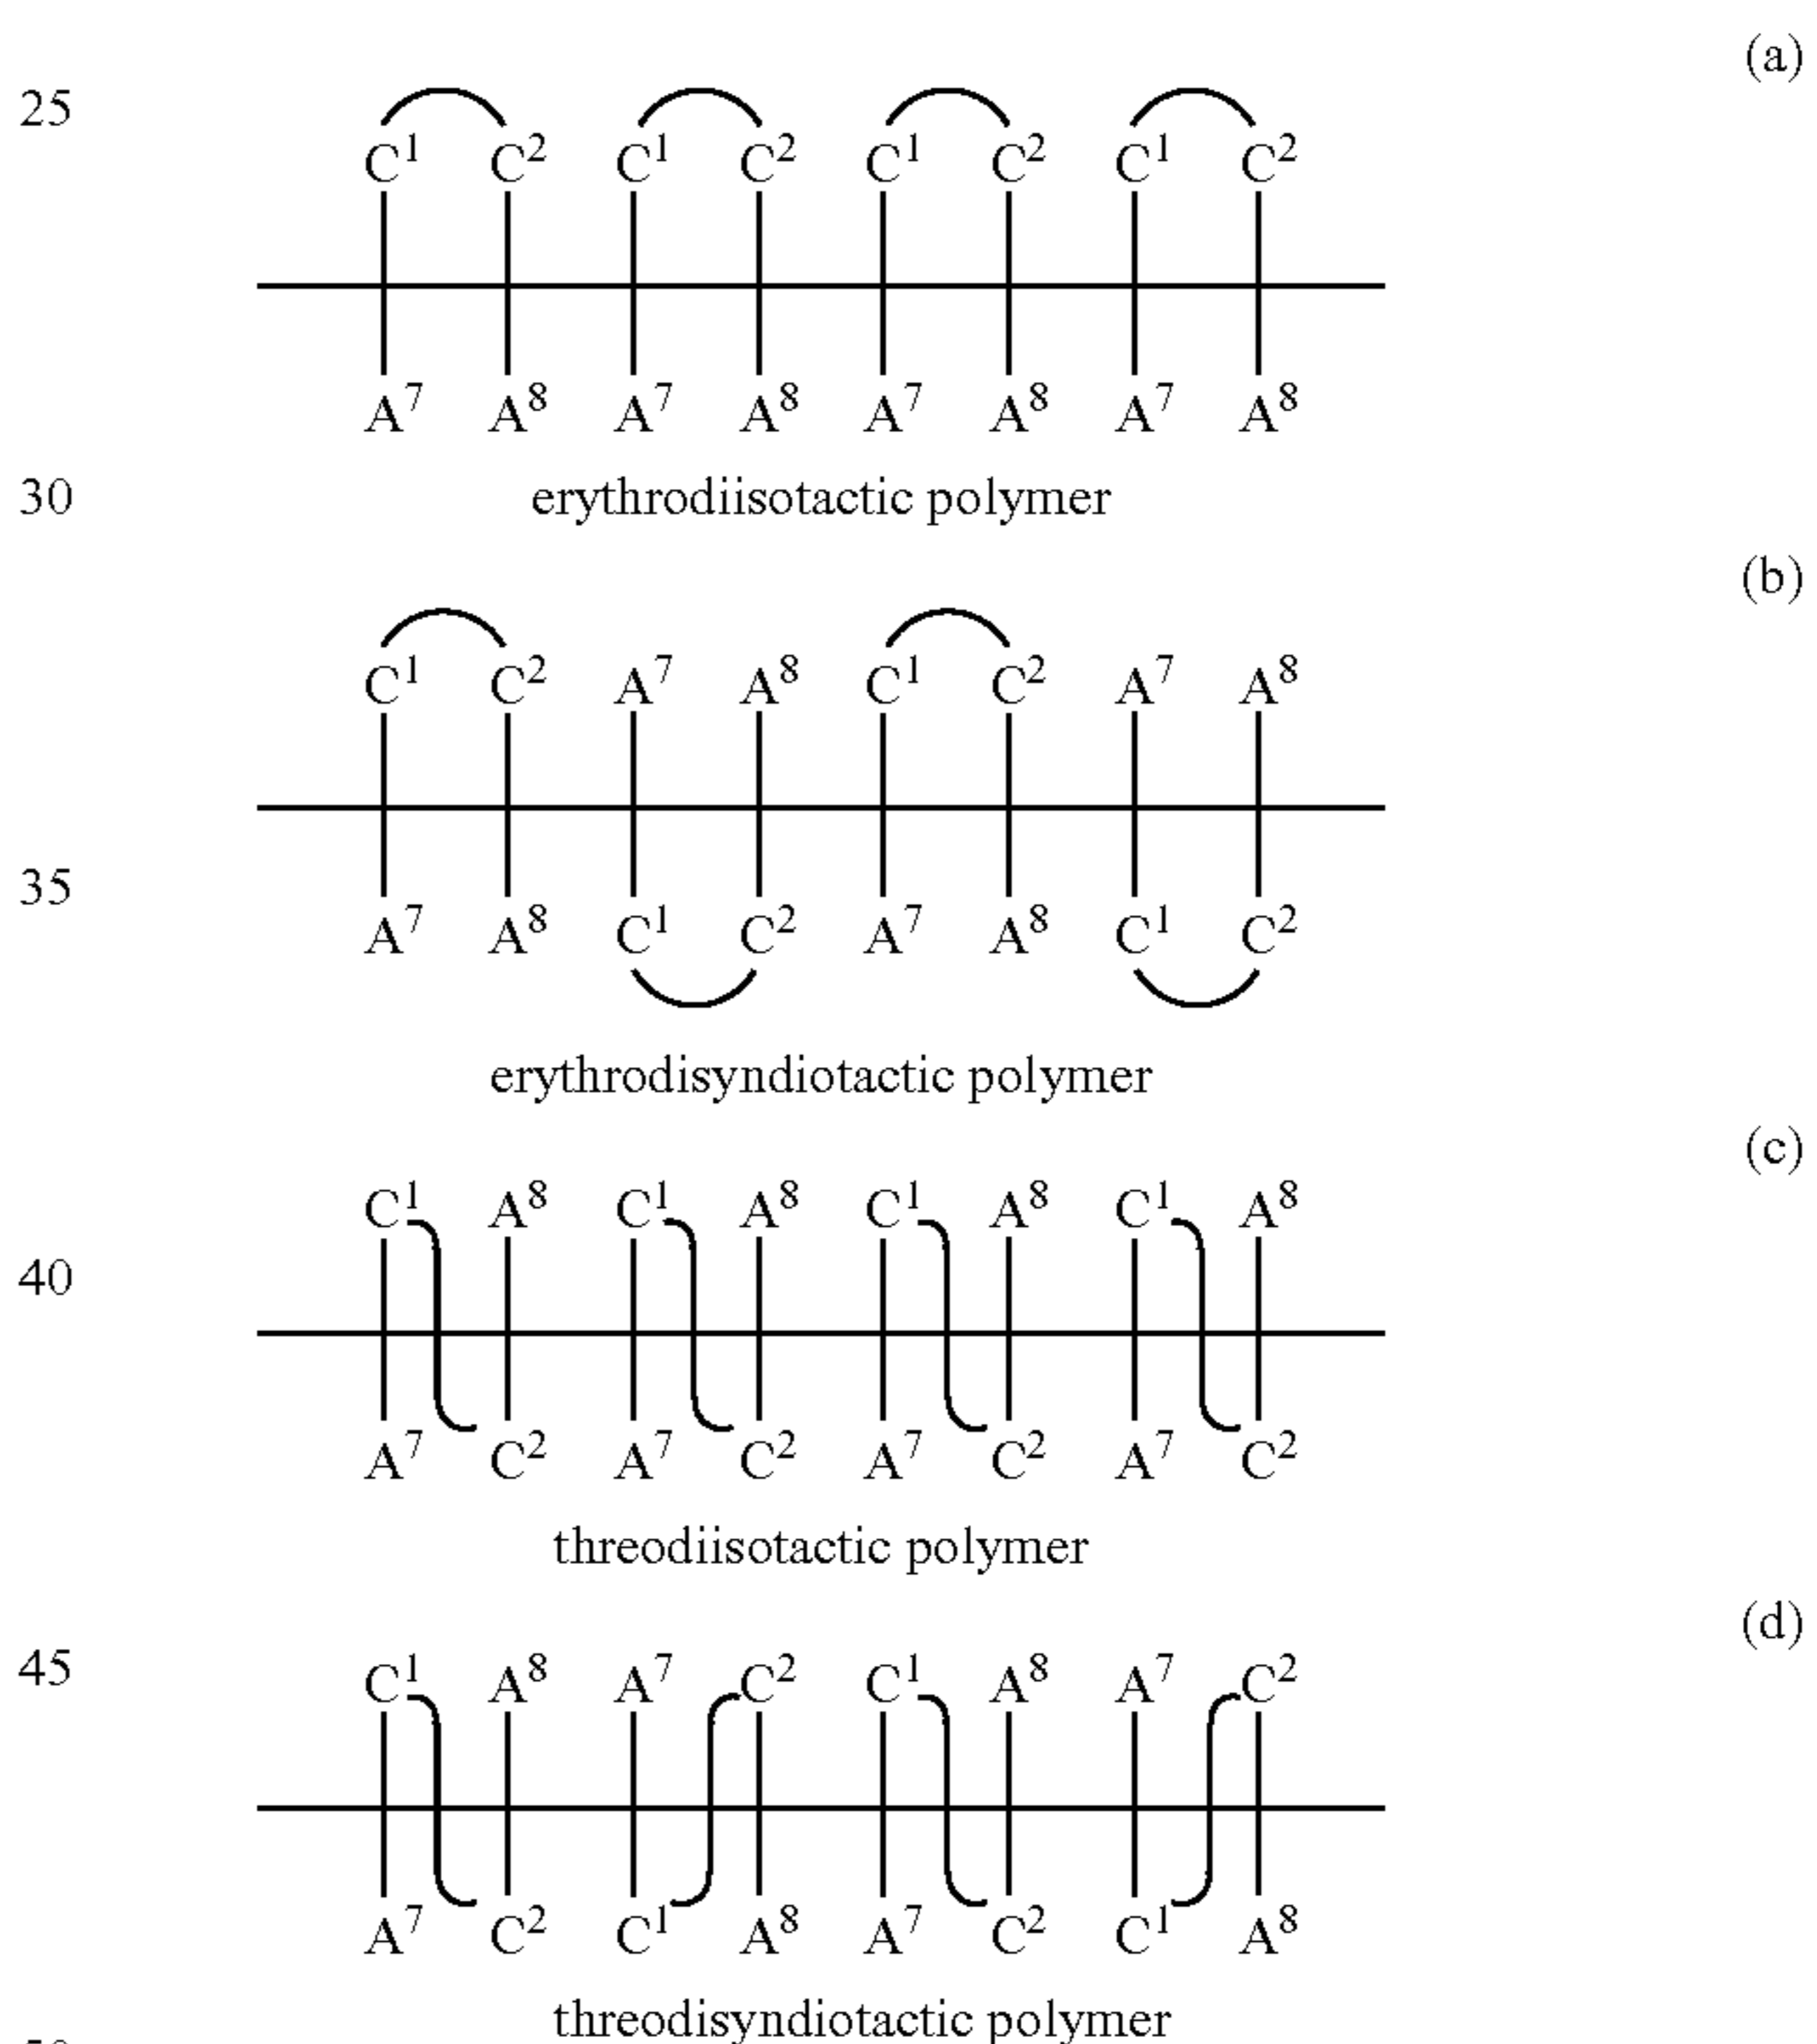 (a)
25
C¹ C² C¹ C² C¹ C² C¹ C²
A⁷ A⁸ A⁷ A⁸ A⁷ A⁸ A⁷ A⁸
30 erythrodiisotactic polymer
(b)
C¹ C² A⁷ A⁸ C¹ C² A⁷ A⁸
35
A⁷ A⁸ C¹ C² A⁷ A⁸ C¹ C²
erythrodisyndiotactic polymer
(c)
C¹ A⁸ C¹ A⁸ C¹ A⁸ C¹ A⁸
40
A⁷ C² A⁷ C² A⁷ C² A⁷ C²
threodiisotactic polymer
(d)
45 C¹ A⁸ A⁷ C² C¹ A⁸ A⁷ C²
A⁷ C² C¹ A⁸ A⁷ C² C¹ A⁸
threodisyndiotactic polymer